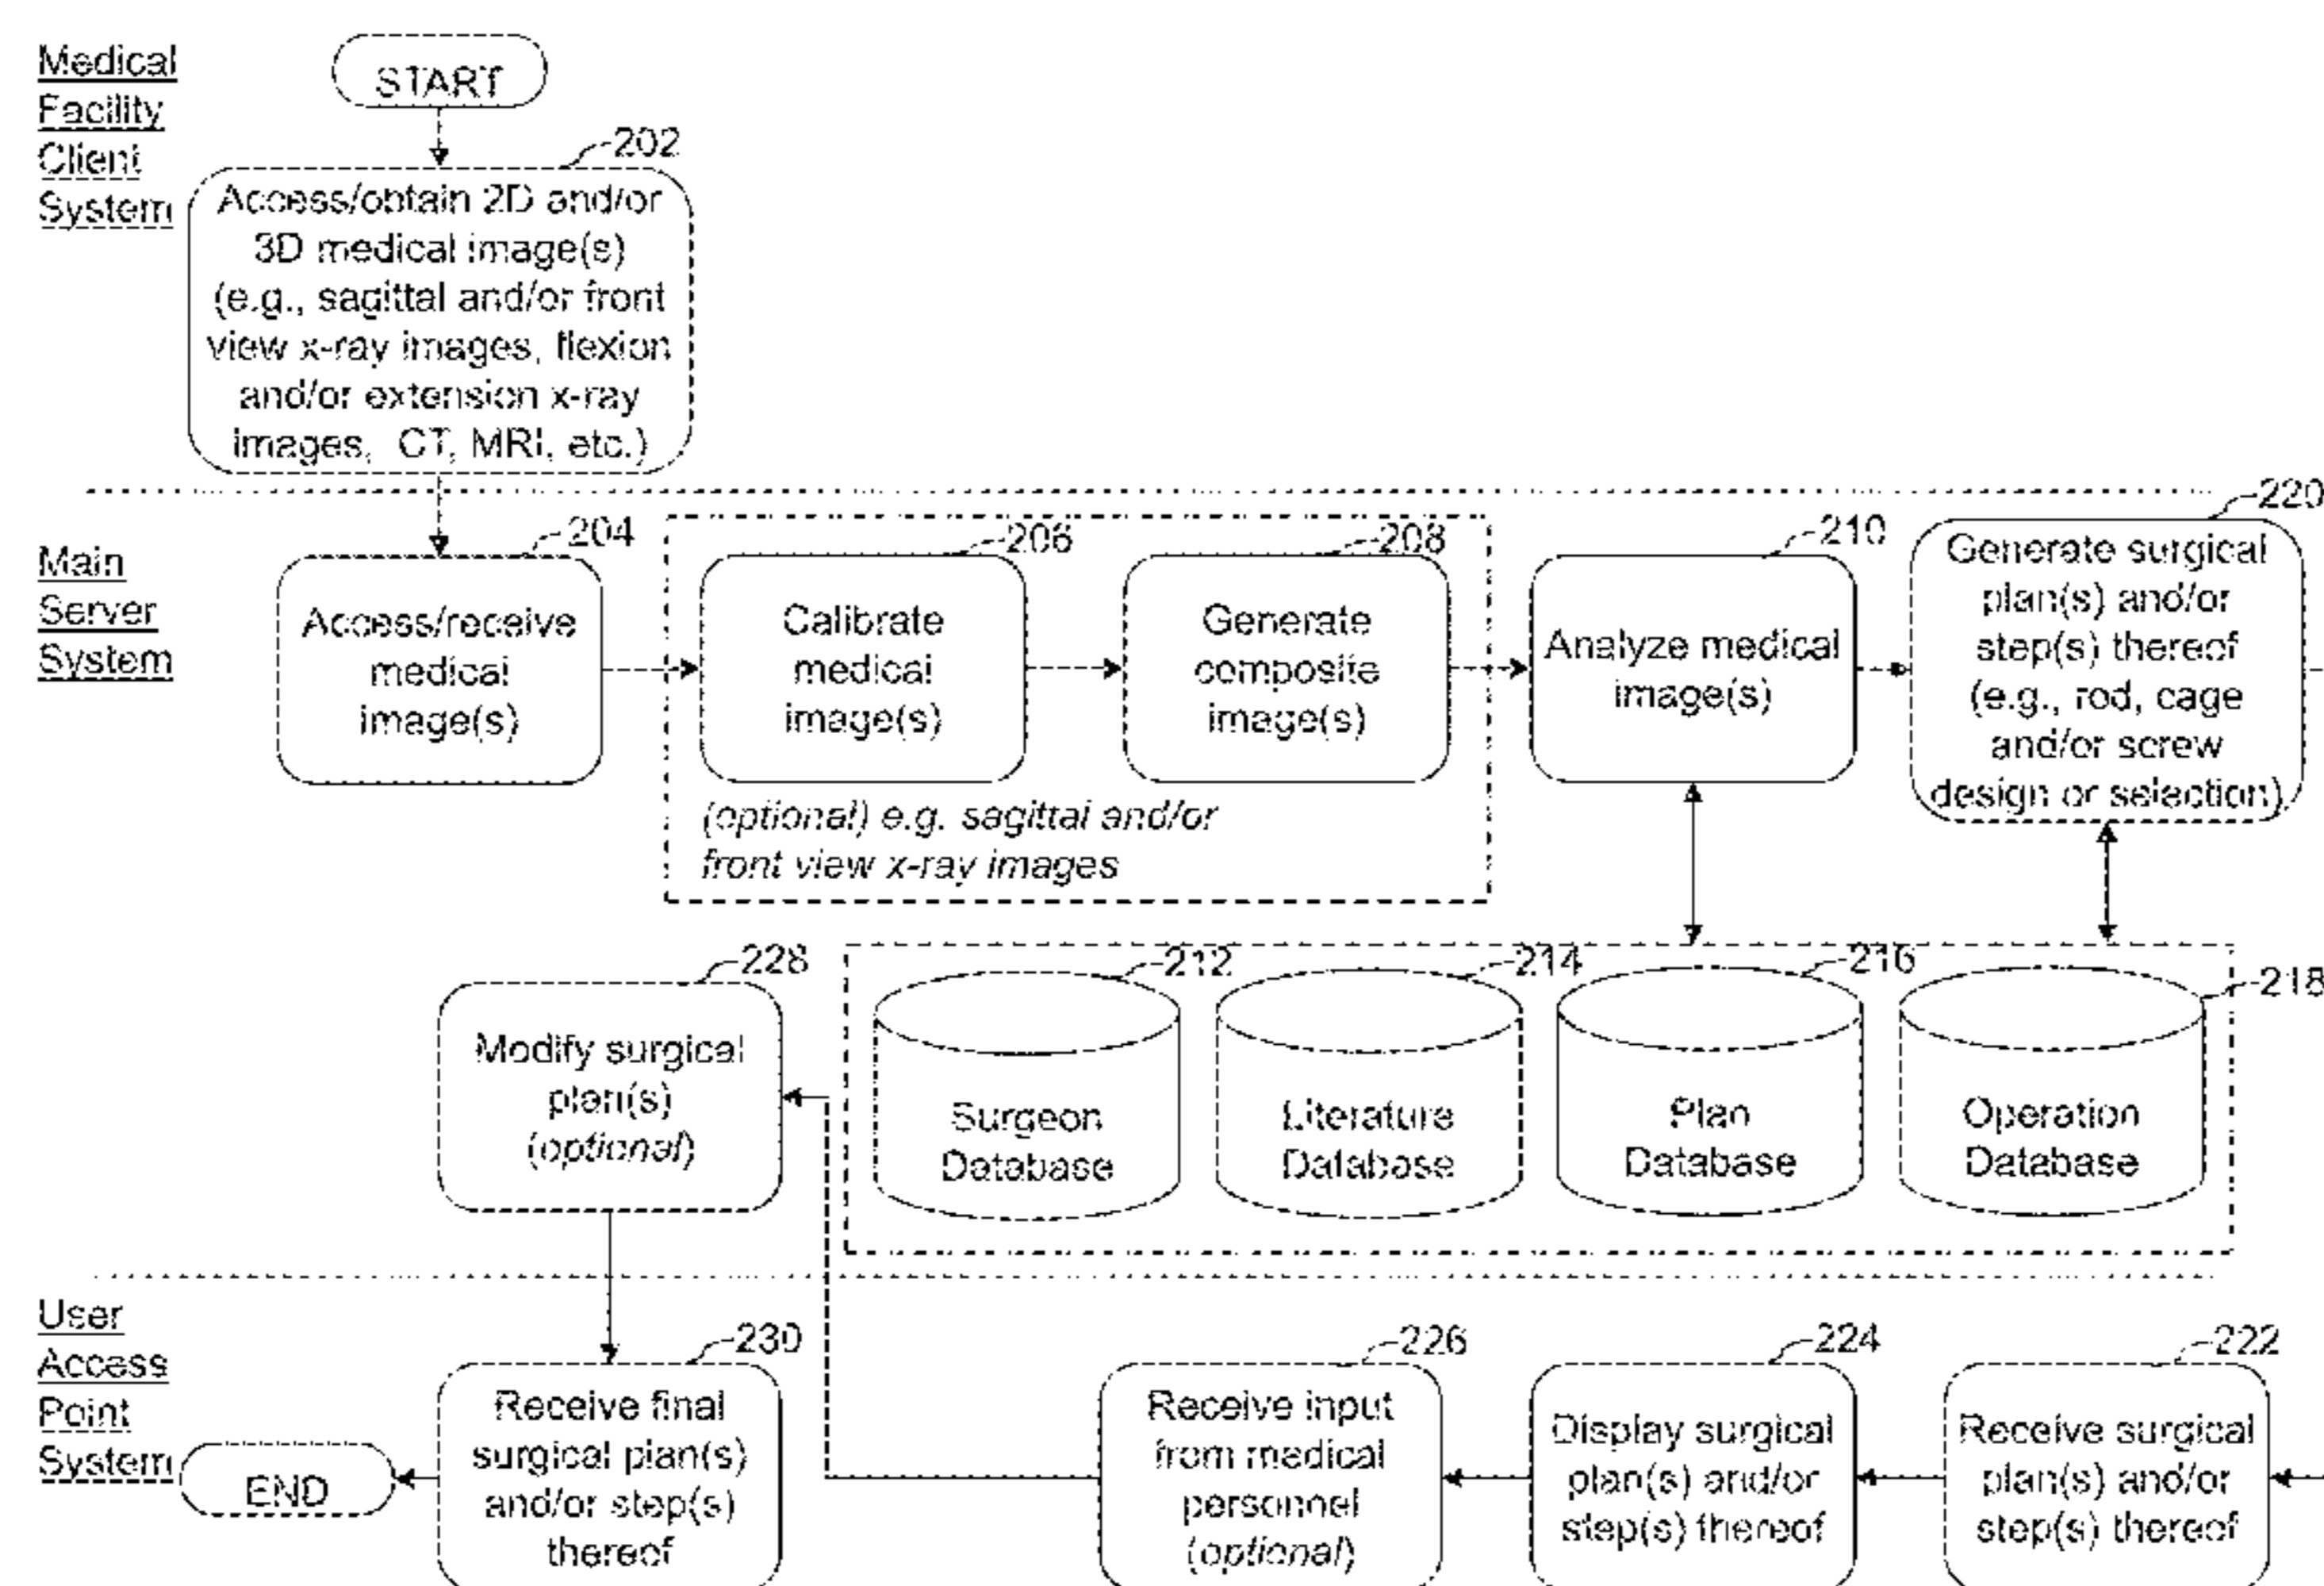 Medical
Facility
Client
System
START
202
Access/obtain 2D and/or
3D medical image(s)
(e.g., sagittal and/or front
view x-ray images, flexion
and/or extension x-ray
images, CT, MRI, etc.)
Main
Server
System
204
Access/receive
medical
image(s)
206
Calibrate
medical
image(s)
208
Generate
composite
image(s)
(optional) e.g. sagittal and/or
front view x-ray images
210
Analyze medical
image(s)
220
Generate surgical
plan(s) and/or
step(s) thereof
(e.g., rod, cage
and/or screw
design or selection)
228
Modify surgical
plan(s)
(optional)
212
Surgeon
Database
214
Literature
Database
216
Plan
Database
218
Operation
Database
User
Access
Point
System
END
230
Receive final
surgical plan(s)
and/or step(s)
thereof
226
Receive input
from medical
personnel
(optional)
224
Display surgical
plan(s) and/or
step(s) thereof
222
Receive surgical
plan(s) and/or
step(s) thereof